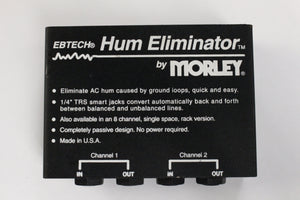 EBTECH® Hum Eliminator™
by MORLEY®
• Eliminate AC hum caused by ground loops, quick and easy.
• 1/4" TRS smart jacks convert automatically back and forth
between balanced and unbalanced lines.
• Also available in an 8 channel, single space, rack version.
• Completely passive design. No power required.
• Made in U.S.A.
Channel 1 Channel 2
IN OUT IN OUT